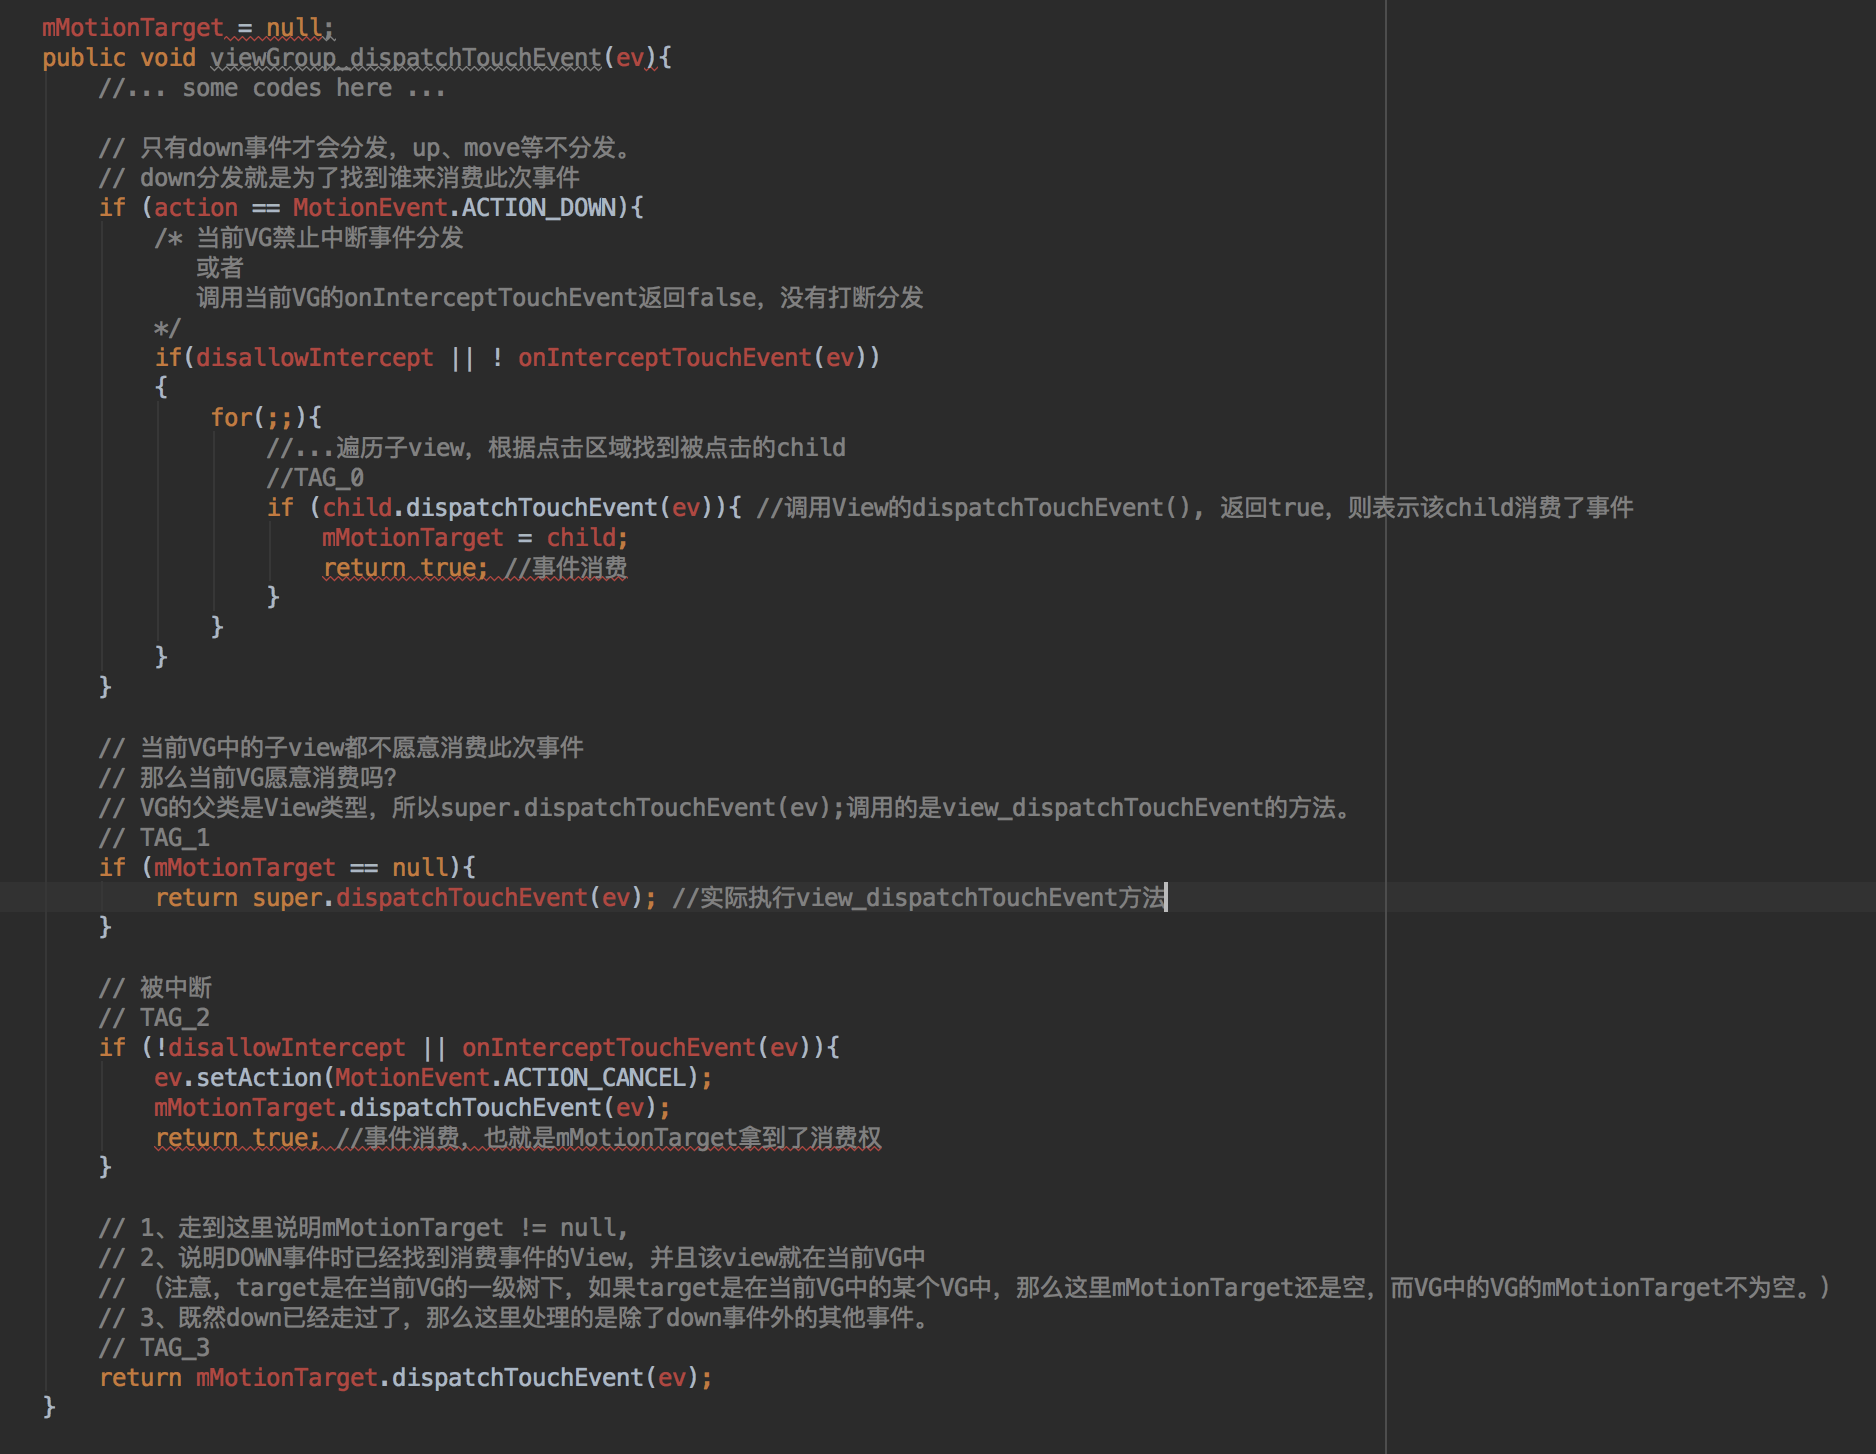 mMotionTarget = null;
public void viewGroup_dispatchTouchEvent(ev){
//... some codes here ...
// 只有down事件才会分发，up、move等不分发。
// down分发就是为了找到谁来消费此次事件
if (action == MotionEvent.ACTION_DOWN){
/* 当前VG禁止中断事件分发
或者
调用当前VG的onInterceptTouchEvent返回false，没有打断分发
*/
if(disallowIntercept || ! onInterceptTouchEvent(ev))
{
for(;;){
//...遍历子view，根据点击区域找到被点击的child
//TAG_0
if (child.dispatchTouchEvent(ev)){ //调用View的dispatchTouchEvent(), 返回true，则表示该child消费了事件
mMotionTarget = child;
return true; //事件消费
}
}
}
}
// 当前VG中的子view都不愿意消费此次事件
// 那么当前VG愿意消费吗？
// VG的父类是View类型，所以super.dispatchTouchEvent(ev);调用的是view_dispatchTouchEvent的方法。
// TAG_1
if (mMotionTarget == null){
return super.dispatchTouchEvent(ev); //实际执行view_dispatchTouchEvent方法
}
// 被中断
// TAG_2
if (!disallowIntercept || onInterceptTouchEvent(ev)){
ev.setAction(MotionEvent.ACTION_CANCEL);
mMotionTarget.dispatchTouchEvent(ev);
return true; //事件消费，也就是mMotionTarget拿到了消费权
}
// 1、走到这里说明mMotionTarget != null,
// 2、说明DOWN事件时已经找到消费事件的View，并且该view就在当前VG中
// （注意，target是在当前VG的一级树下，如果target是在当前VG中的某个VG中，那么这里mMotionTarget还是空，而VG中的VG的mMotionTarget不为空。）
// 3、既然down已经走过了，那么这里处理的是除了down事件外的其他事件。
// TAG_3
return mMotionTarget.dispatchTouchEvent(ev);
}